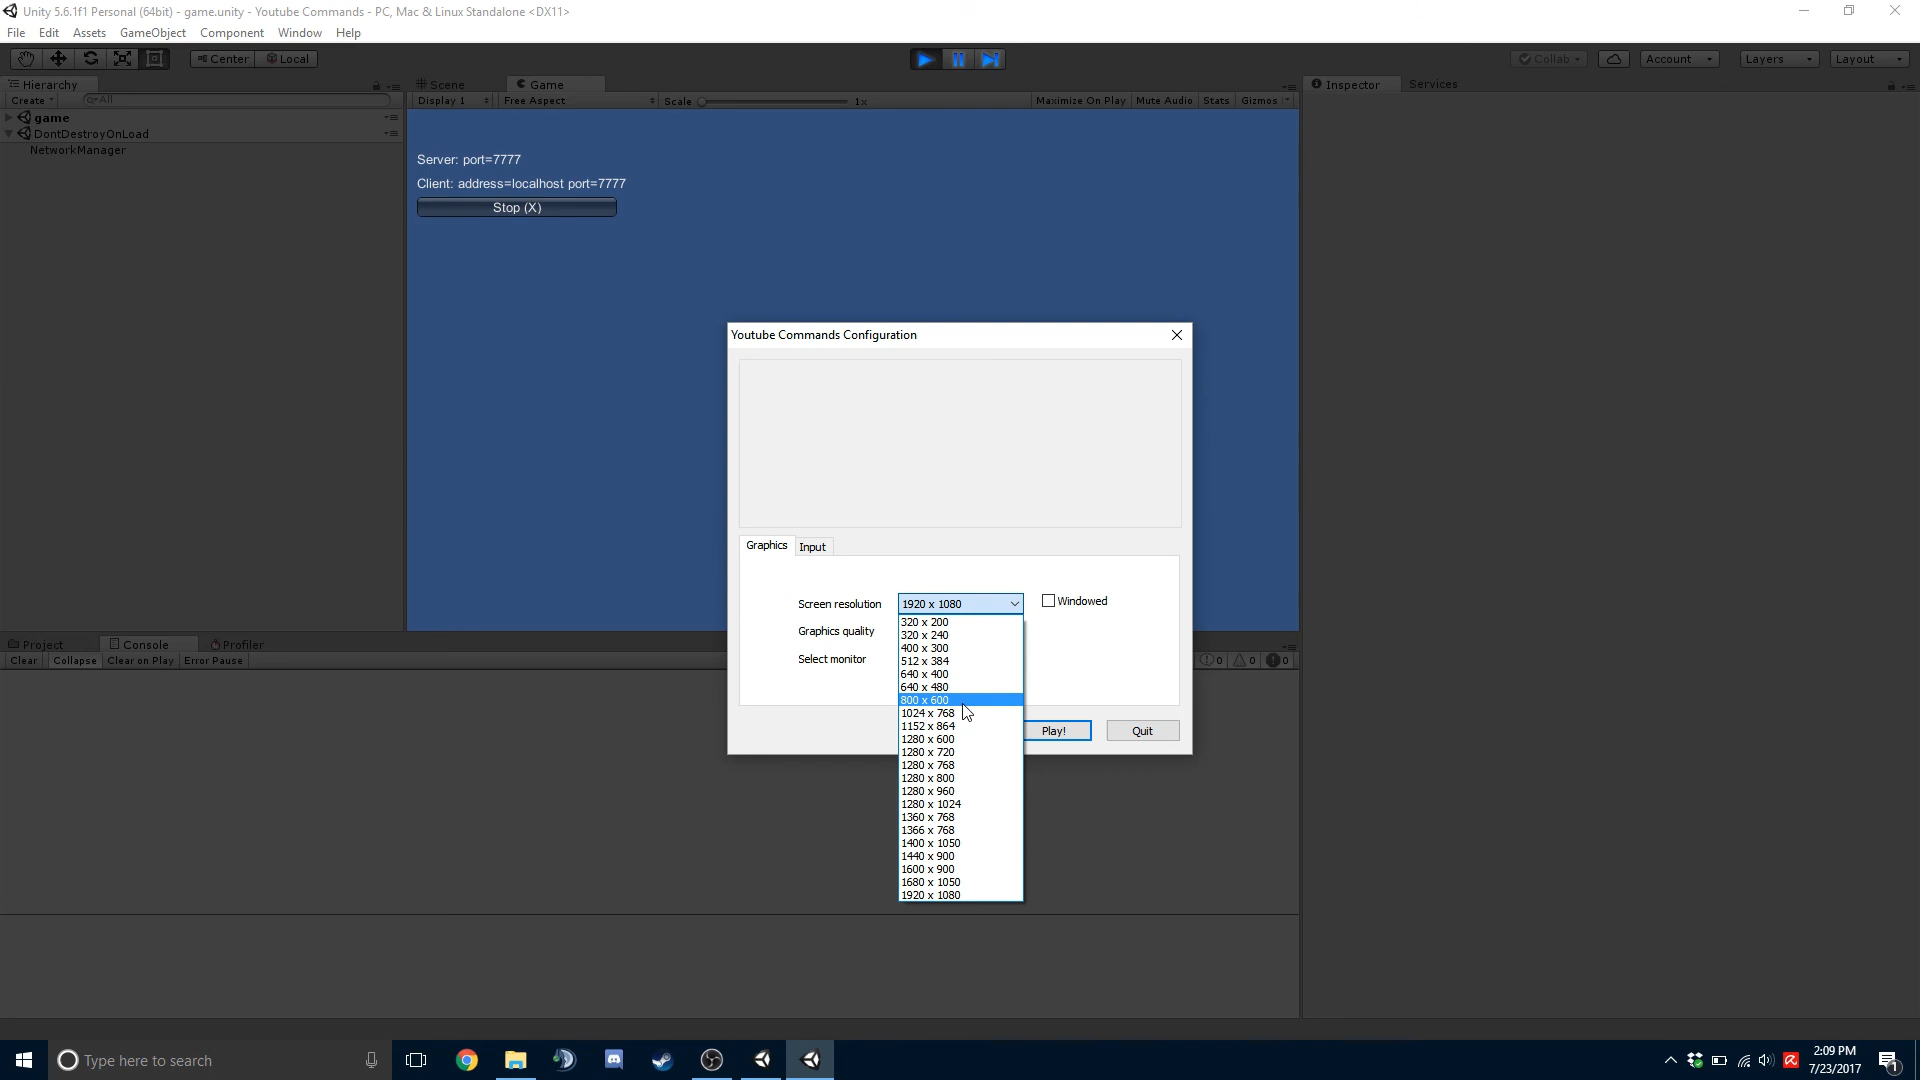 Unity 5.6.1f1 Personal (64bit) - game.unity - Youtube Commands - PC, Mac & Linux Standalone <DX11>
File Edit Assets GameObject Component Window Help
Center Local Collab Account Layers Layout
Hierarchy Scene Game Inspector Services
Create All Display 1 Free Aspect Scale 1x Maximize On Play Mute Audio Stats Gizmos
game
DontDestroyOnLoad
NetworkManager
Server: port=7777
Client: address=localhost port=7777
Stop (X)
Youtube Commands Configuration
Graphics Input
Screen resolution 1920 x 1080 Windowed
Graphics quality
Select monitor
320 x 200
320 x 240
400 x 300
512 x 384
640 x 400
640 x 480
800 x 600
1024 x 768
1152 x 864
1280 x 600
1280 x 720
1280 x 768
1280 x 800
1280 x 960
1280 x 1024
1360 x 768
1366 x 768
1400 x 1050
1440 x 900
1600 x 900
1680 x 1050
1920 x 1080
Play! Quit
Project Console Profiler
Clear Collapse Clear on Play Error Pause 0 0 0
Type here to search
2:09 PM
7/23/2017
1